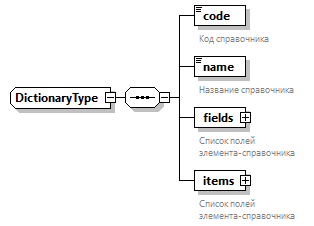 code
Код справочника
name
Название справочника
DictionaryType
fields
Список полей
элемента-справочника
items
Список полей
элемента-справочника